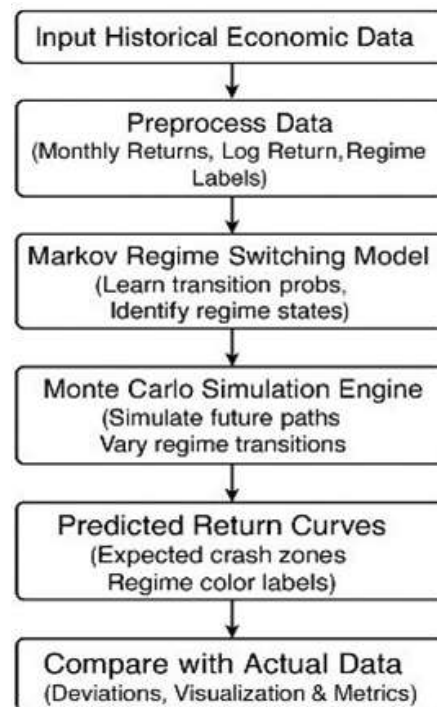 Input Historical Economic Data
Preprocess Data
(Monthly Returns, Log Return, Regime
Labels)
Markov Regime Switching Model
(Learn transition probs,
Identify regime states)
Monte Carlo Simulation Engine
(Simulate future paths
Vary regime transitions
Predicted Return Curves
(Expected crash zones
Regime color labels)
Compare with Actual Data
(Deviations, Visualization & Metrics)